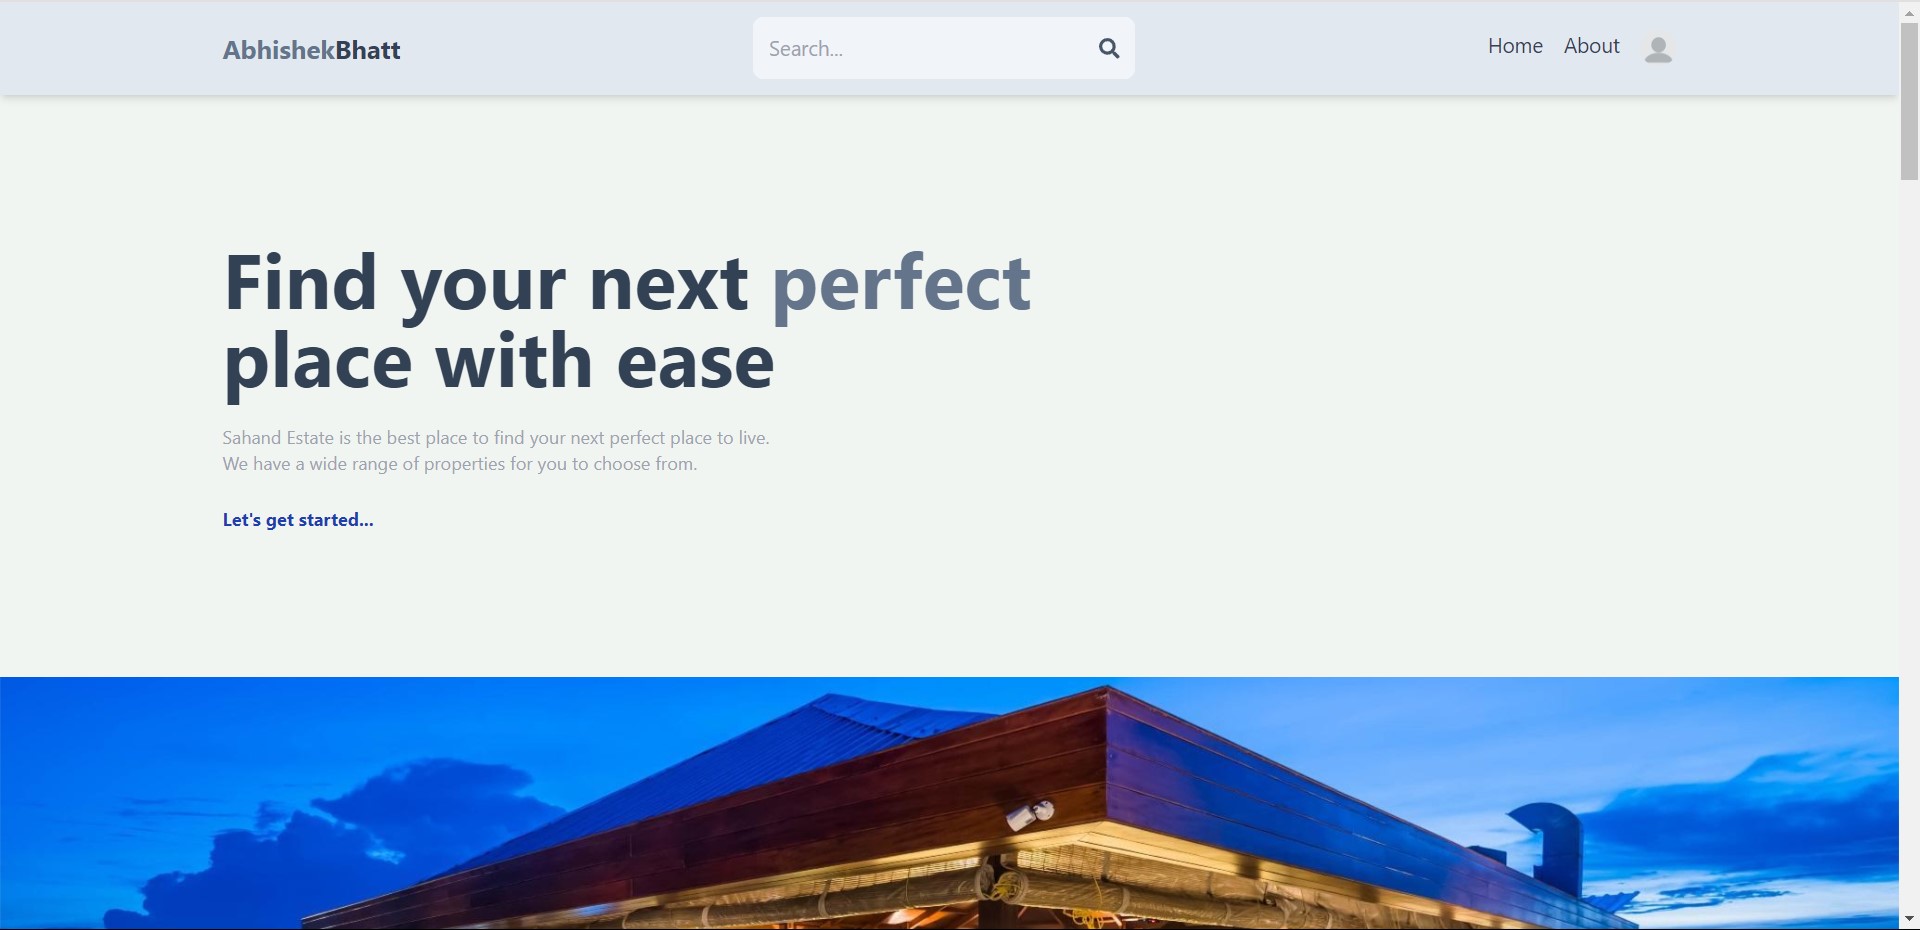 AbhishekBhatt
Search...
Home
About
Find your next perfect
place with ease
Sahand Estate is the best place to find your next perfect place to live.
We have a wide range of properties for you to choose from.
Let's get started...